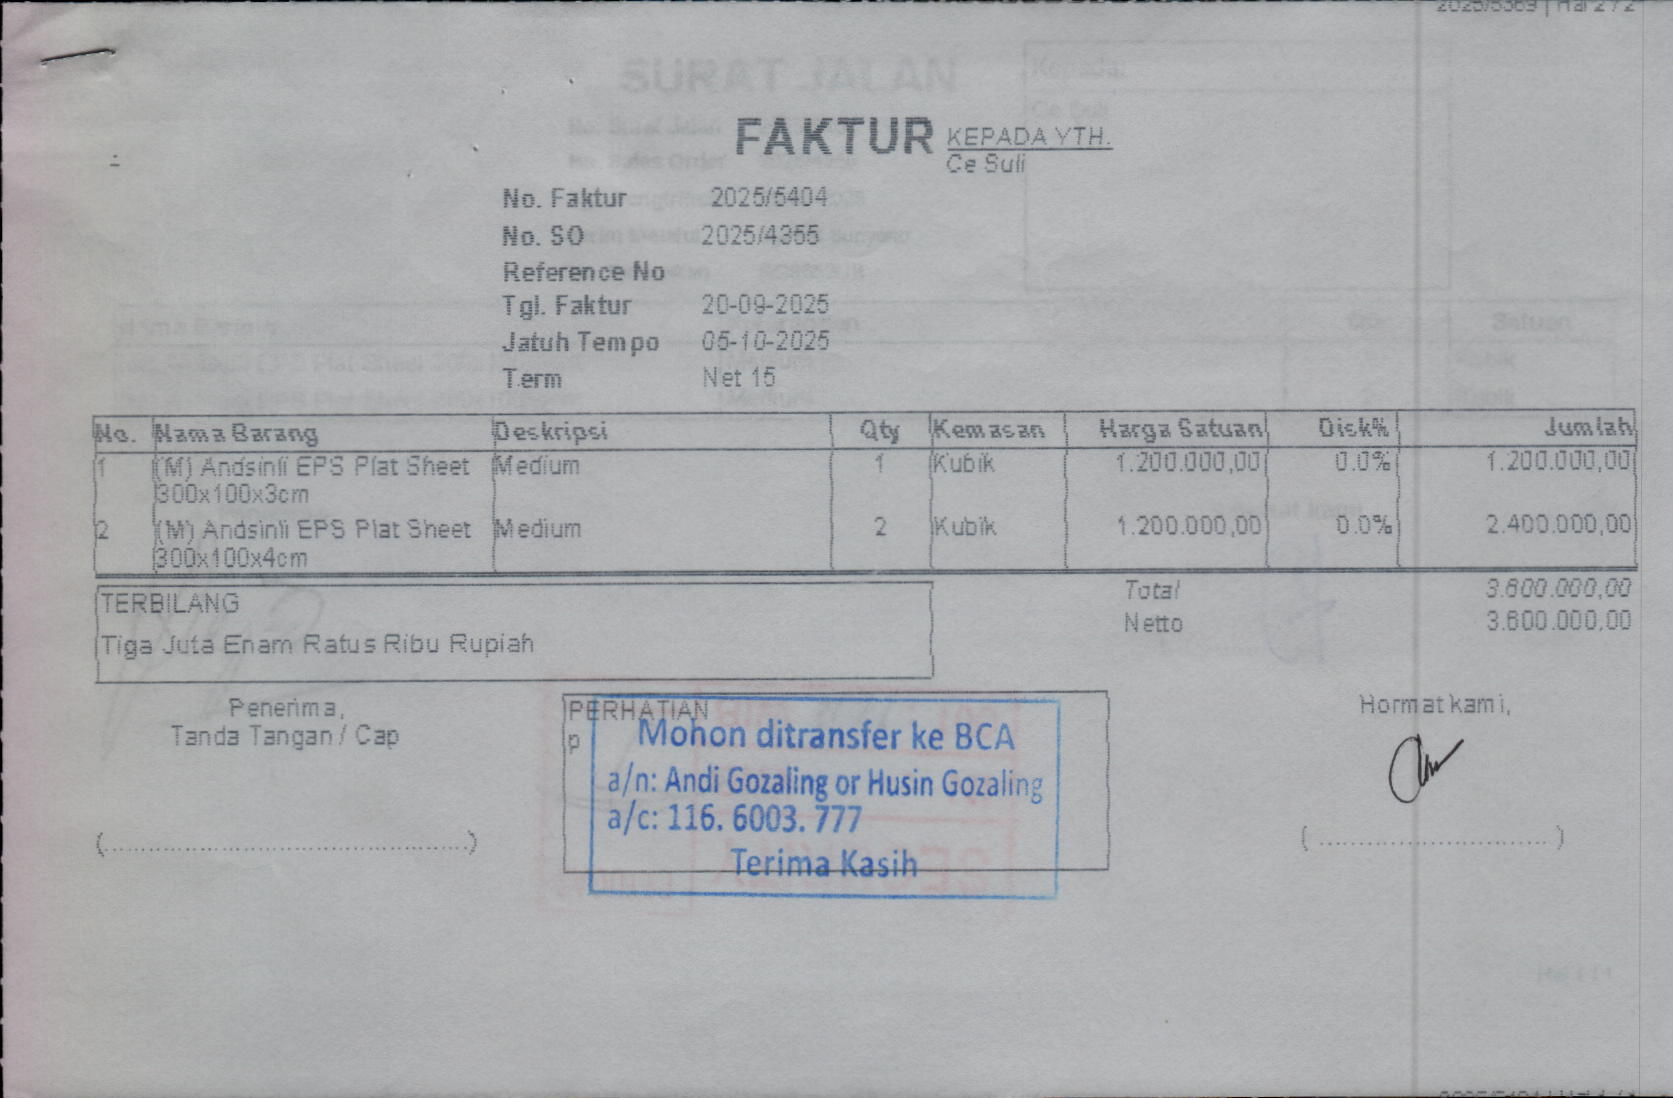 FAKTUR
KEPADA YTH.
Ce Suli
No. Faktur 2025/5404
No. SO 2025/4355
Reference No
Tgl. Faktur 20-09-2025
Jatuh Tempo 05-10-2025
Term Net 15
No. Nama Barang Deskripsi Qty Kemasan Harga Satuan Disk% Jumlah
1 (M) Andsinli EPS Plat Sheet Medium 1 Kubik 1.200.000,00 0.0% 1.200.000,00
300x100x3cm
2 (M) Andsinli EPS Plat Sheet Medium 2 Kubik 1.200.000,00 0.0% 2.400.000,00
300x100x4cm
Total 3.600.000,00
Netto 3.600.000,00
TERBILANG
Tiga Juta Enam Ratus Ribu Rupiah
Penerima,
Tanda Tangan / Cap
PERHATIAN
p
Mohon ditransfer ke BCA
a/n: Andi Gozaling or Husin Gozaling
a/c: 116. 6003. 777
Terima Kasih
Hormat kami,
(..........................................)
(............................)